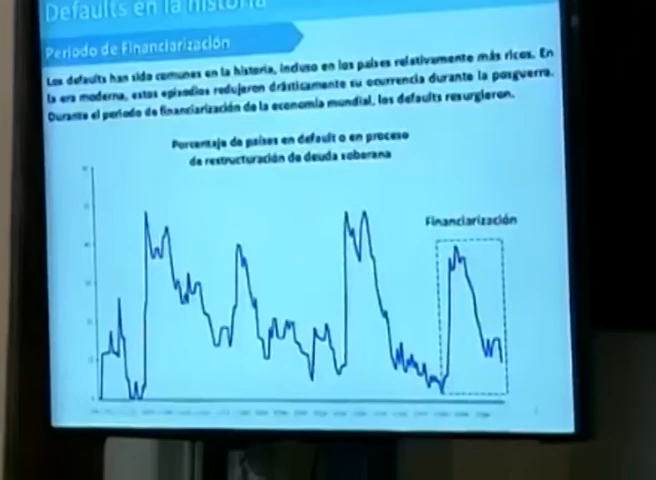 Defaults en la historia
Periodo de Financiarización
Los defaults han sido comunes en la historia, incluso en los países relativamente más ricos. En
la era moderna, estos episodios redujeron drásticamente su ocurrencia durante la posguerra.
Durante el periodo de financiarización de la economía mundial, los defaults resurgieron.
Porcentaje de países en default o en proceso
de restructuración de deuda soberana
Financiarización